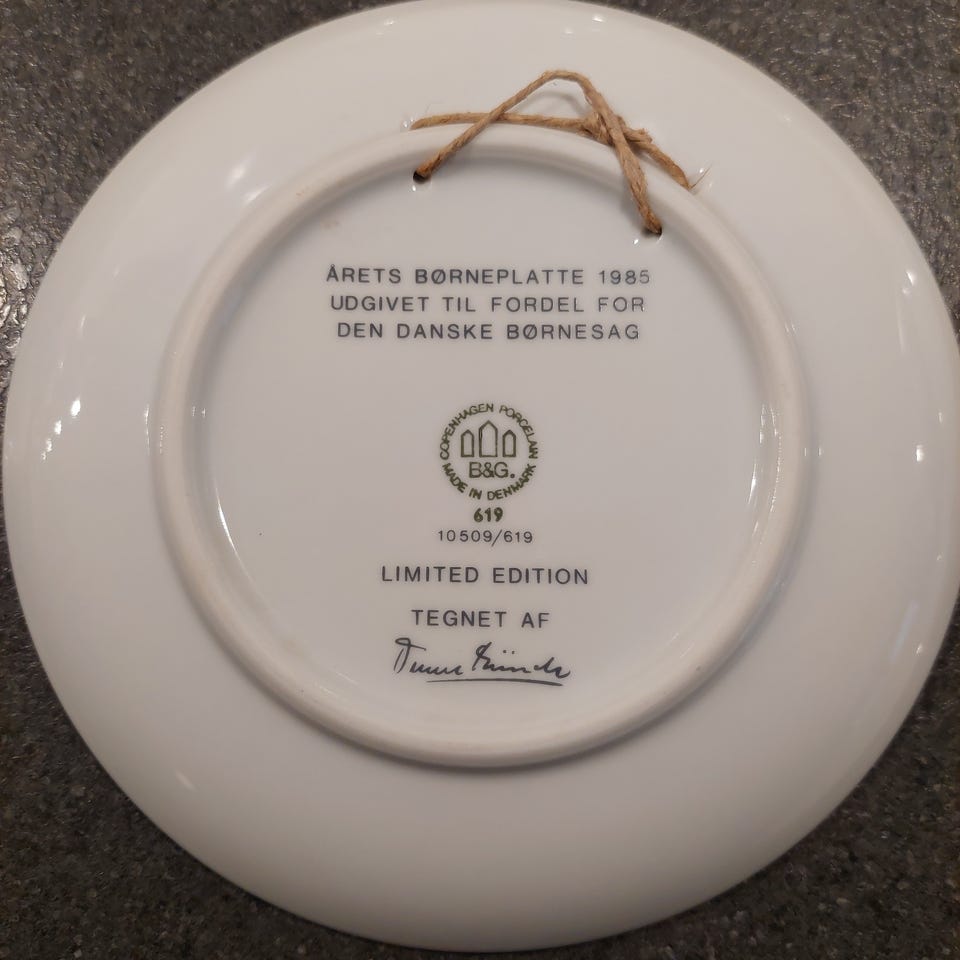 ÅRETS BØRNEPLATTE 1985
UDGIVET TIL FORDEL FOR
DEN DANSKE BØRNESAG
COPENHAGEN PORCELAIN
B&G.
MADE IN DENMARK
619
10509/619
LIMITED EDITION
TEGNET AF